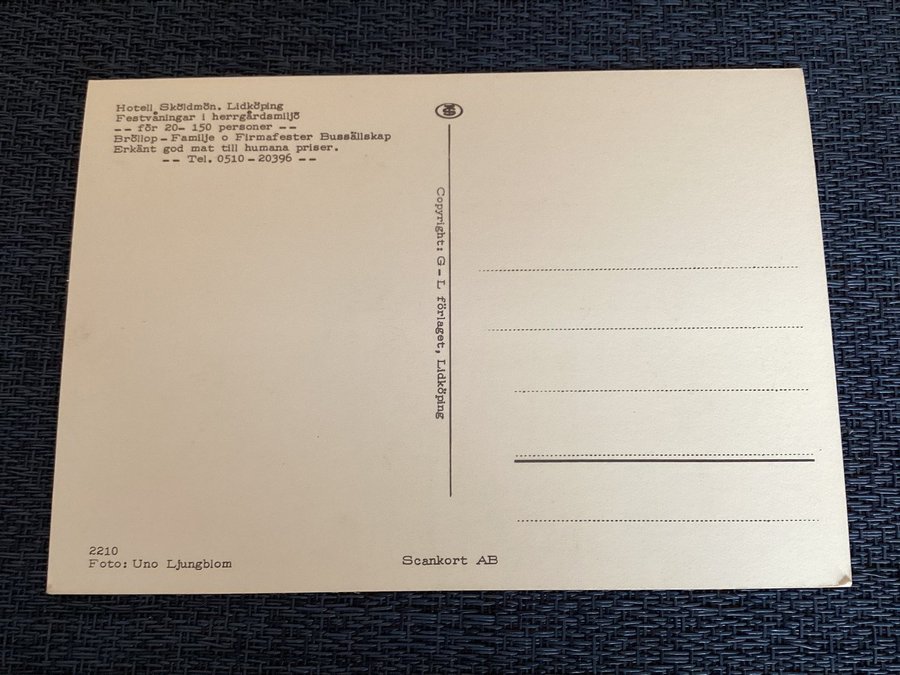 Hotell Sköldmön, Lidköping
Festvåningar i herrgårdsmiljö
-- för 20- 150 personer --
Bröllop - Familje o Firmafester Bussällskap
Erkänt god mat till humana priser.
-- Tel. 0510 - 20396 --
Copyright: G - L förlaget, Lidköping
2210
Foto: Uno Ljungblom
Scankort AB